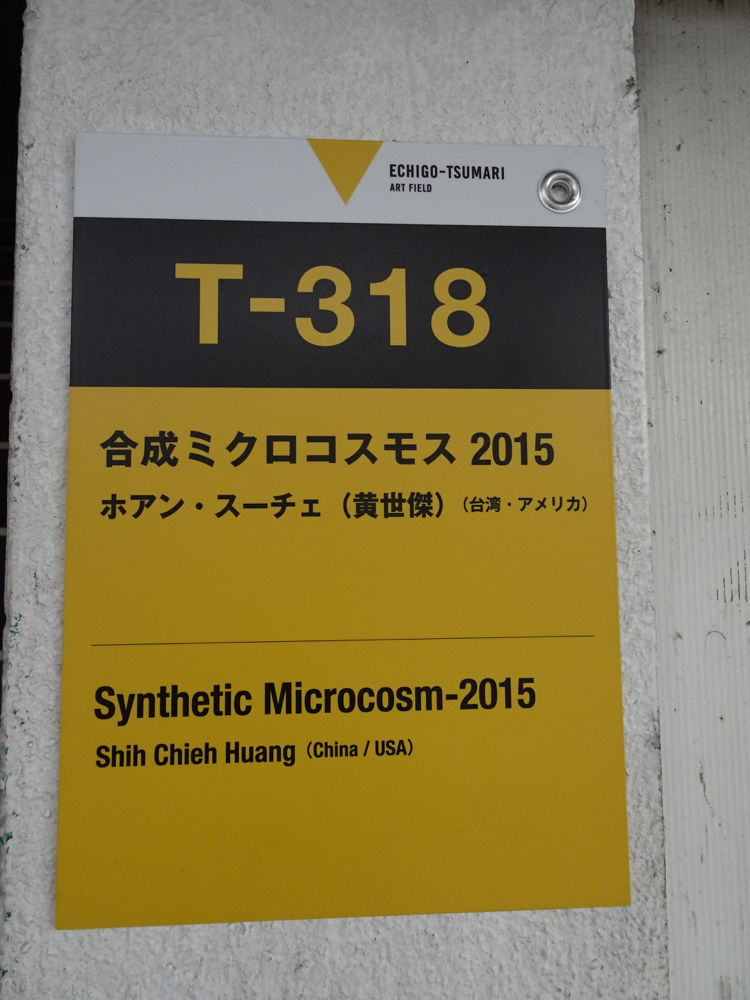 ECHIGO-TSUMARI
ART FIELD
T-318
合成ミクロコスモス 2015
ホアン・スーチェ（黄世傑）（台湾・アメリカ）
Synthetic Microcosm-2015
Shih Chieh Huang（China / USA）